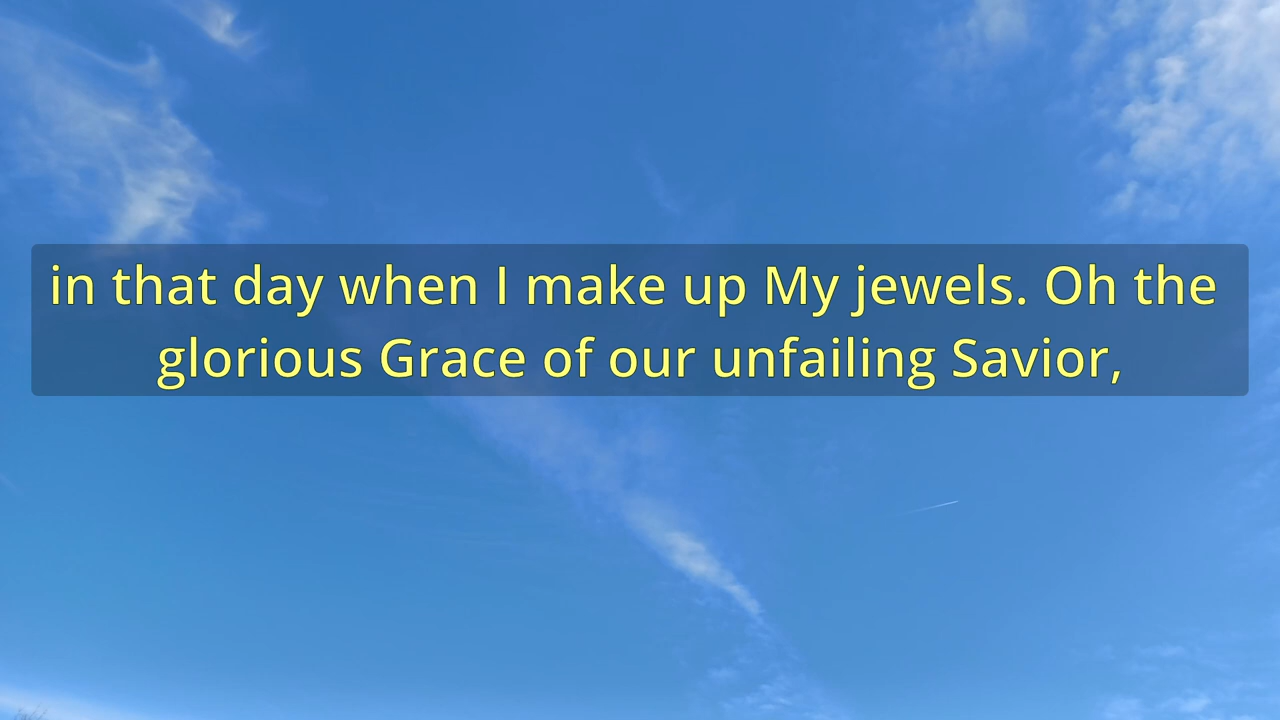 in that day when I make up My jewels. Oh the
glorious Grace of our unfailing Savior,